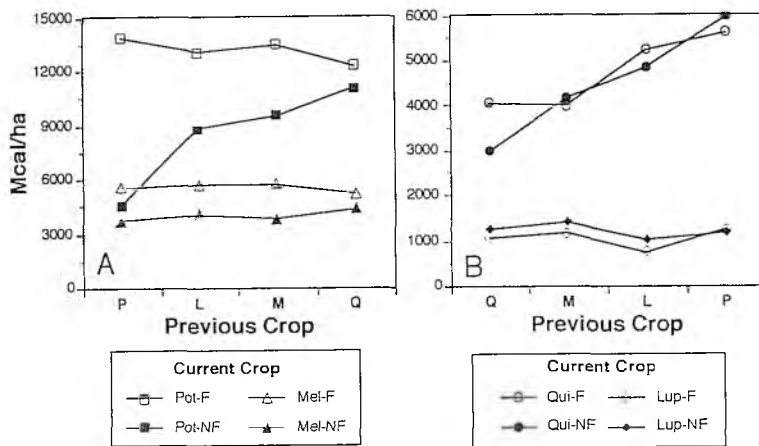 15000
12000
9000
6000
3000
0
Mcal/ha
A
P L M Q
Previous Crop
Current Crop
Pot-F Mel-F
Pot-NF Mel-NF
6000
5000
4000
3000
2000
1000
0
B
Q M L P
Previous Crop
Current Crop
Qui-F Lup-F
Qui-NF Lup-NF